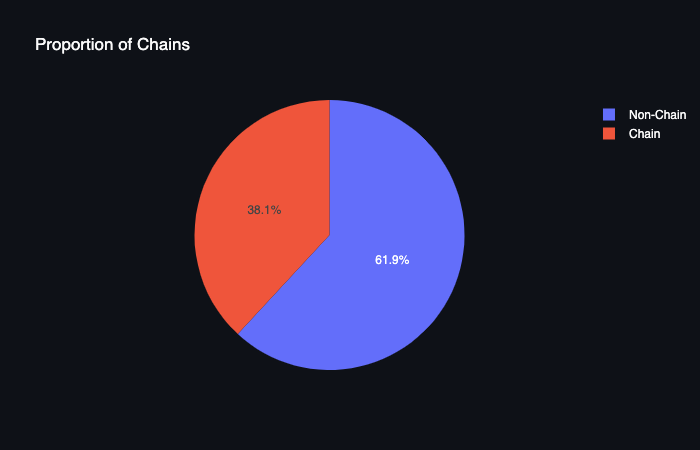 Proportion of Chains
Non-Chain
Chain
38.1%
61.9%